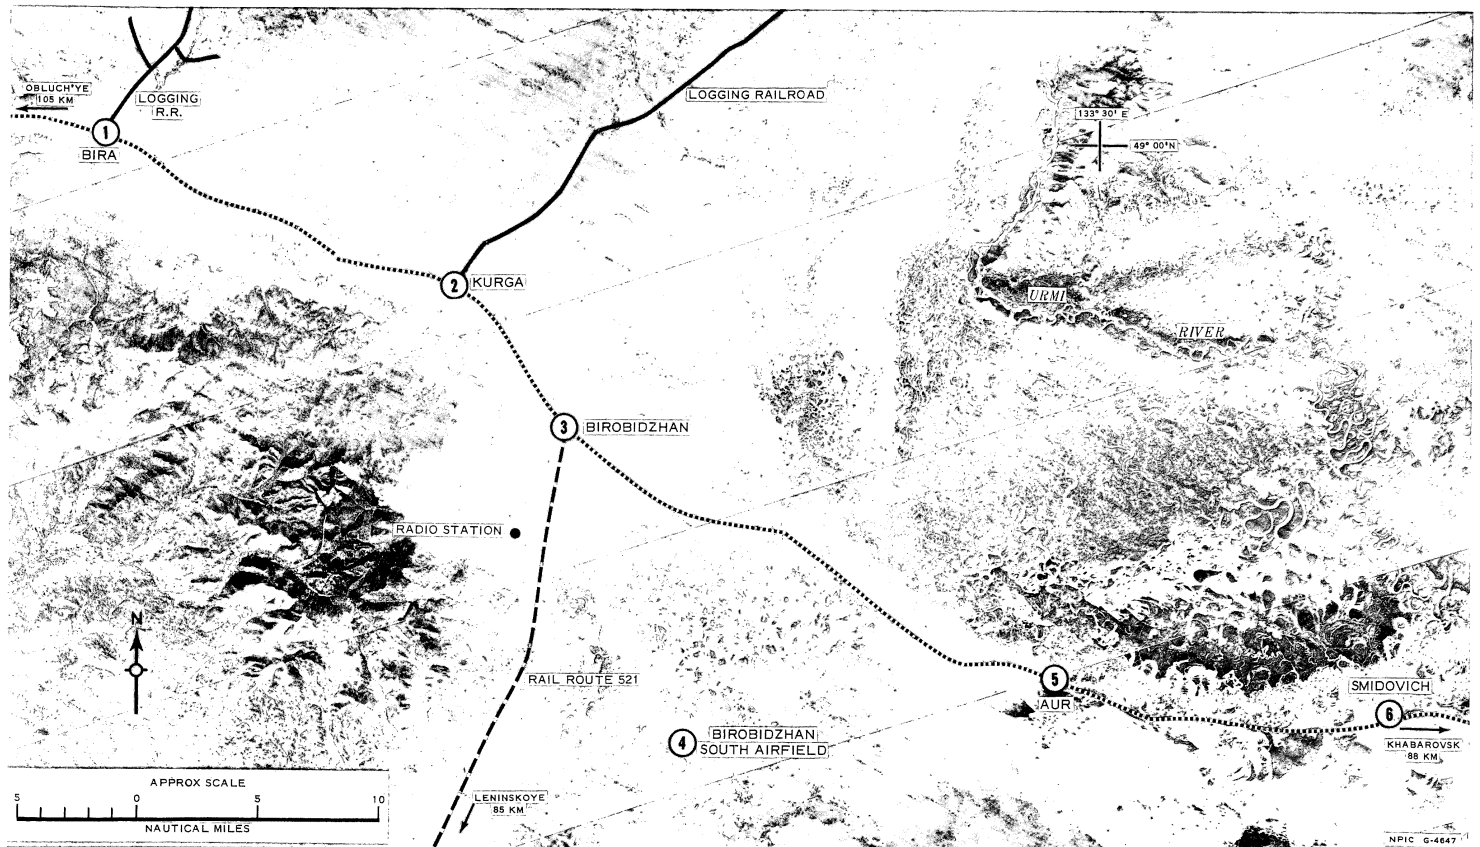 OBLUCH'YE
105 KM
LOGGING
R.R.
1
BIRA
LOGGING RAILROAD
133° 30' E
49° 00'N
2
KURGA
URMI
RIVER
3
BIROBIDZHAN
RADIO STATION
N
RAIL ROUTE 521
5
AUR
SMIDOVICH
6
KHABAROVSK
88 KM
4
BIROBIDZHAN
SOUTH AIRFIELD
LENINSKOYE
85 KM
APPROX SCALE
5 0 5 10
NAUTICAL MILES
NPIC G-4647